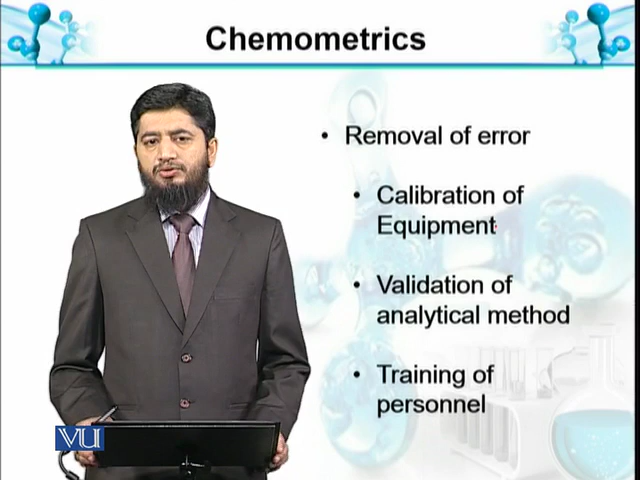 Chemometrics
• Removal of error
• Calibration of
Equipment
• Validation of
analytical method
• Training of
personnel
VU